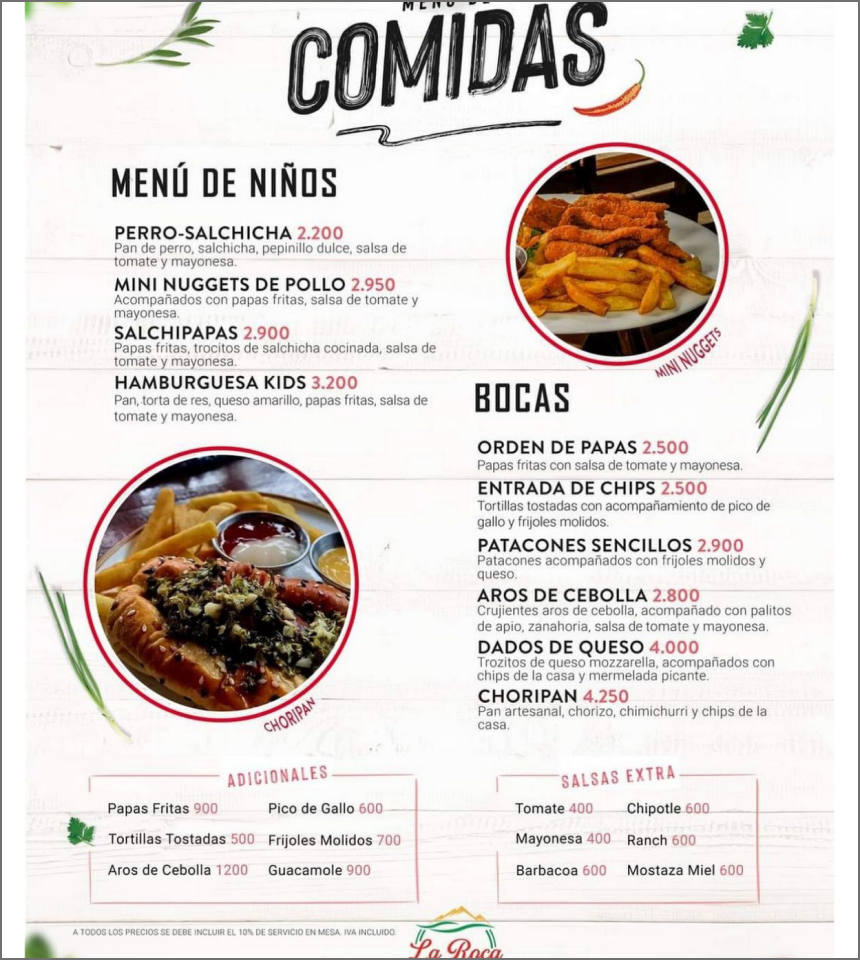 MENÚ DE
COMIDAS
MENÚ DE NIÑOS
PERRO-SALCHICHA 2.200
Pan de perro, salchicha, pepinillo dulce, salsa de
tomate y mayonesa.
MINI NUGGETS DE POLLO 2.950
Acompañados con papas fritas, salsa de tomate y
mayonesa.
SALCHIPAPAS 2.900
Papas fritas, trocitos de salchicha cocinada, salsa de
tomate y mayonesa.
HAMBURGUESA KIDS 3.200
Pan, torta de res, queso amarillo, papas fritas, salsa de
tomate y mayonesa.
MINI NUGGETS
BOCAS
ORDEN DE PAPAS 2.500
Papas fritas con salsa de tomate y mayonesa.
ENTRADA DE CHIPS 2.500
Tortillas tostadas con acompañamiento de pico de
gallo y frijoles molidos.
PATACONES SENCILLOS 2.900
Patacones acompañados con frijoles molidos y
queso.
AROS DE CEBOLLA 2.800
Crujientes aros de cebolla, acompañado con palitos
de apio, zanahoria, salsa de tomate y mayonesa.
DADOS DE QUESO 4.000
Trozitos de queso mozzarella, acompañados con
chips de la casa y mermelada picante.
CHORIPAN 4.250
Pan artesanal, chorizo, chimichurri y chips de la
casa.
CHORIPAN
ADICIONALES
Papas Fritas 900
Pico de Gallo 600
Tortillas Tostadas 500
Frijoles Molidos 700
Aros de Cebolla 1200
Guacamole 900
SALSAS EXTRA
Tomate 400
Chipotle 600
Mayonesa 400
Ranch 600
Barbacoa 600
Mostaza Miel 600
A TODOS LOS PRECIOS SE DEBE INCLUIR EL 10% DE SERVICIO EN MESA. IVA INCLUIDO.
La Roca